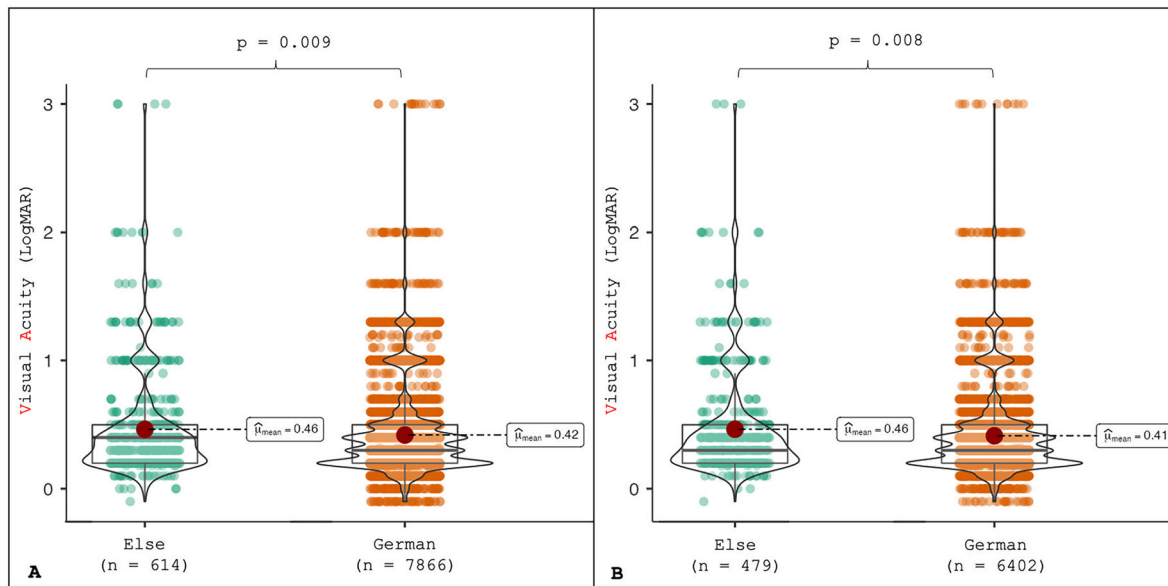 p = 0.009
3
2
1
0
Visual Acuity (LogMAR)
μ̂mean = 0.46
μ̂mean = 0.42
Else
(n = 614)
German
(n = 7866)
A
p = 0.008
3
2
1
0
Visual Acuity (LogMAR)
μ̂mean = 0.46
μ̂mean = 0.41
Else
(n = 479)
German
(n = 6402)
B